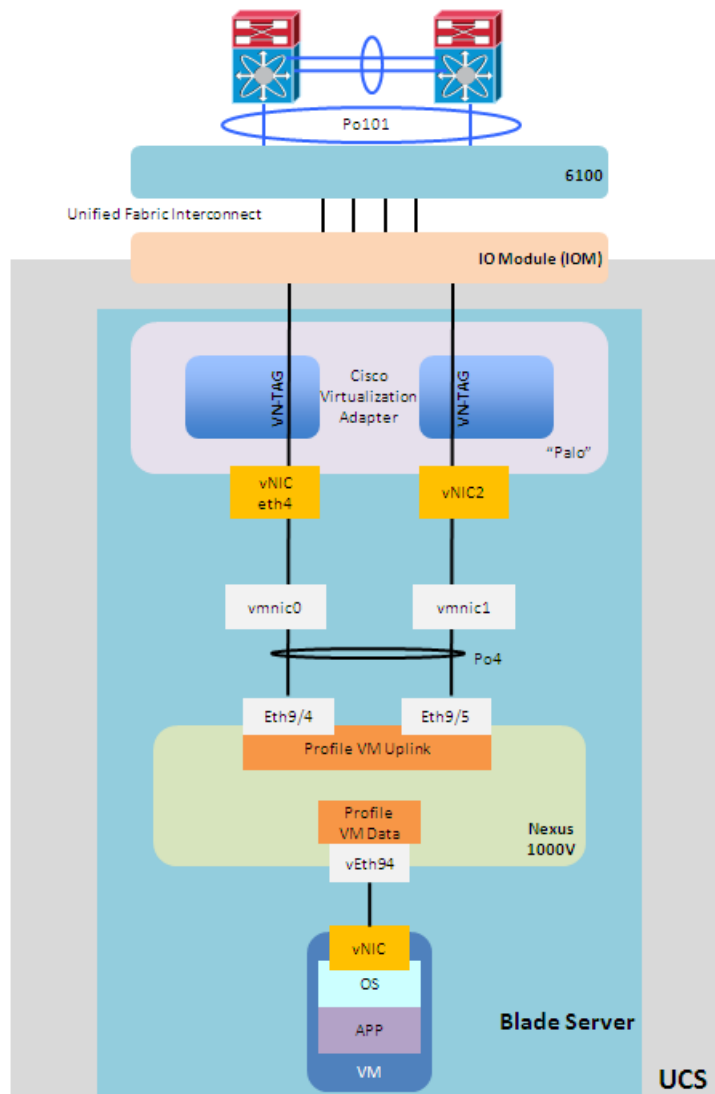 Po101
6100
Unified Fabric Interconnect
IO Module (IOM)
VN-TAG
Cisco
Virtualization
Adapter
VN-TAG
"Palo"
vNIC
eth4
vNIC2
vmnic0
vmnic1
Po4
Eth9/4
Eth9/5
Profile VM Uplink
Profile
VM Data
Nexus
1000V
vEth94
vNIC
OS
APP
VM
Blade Server
UCS